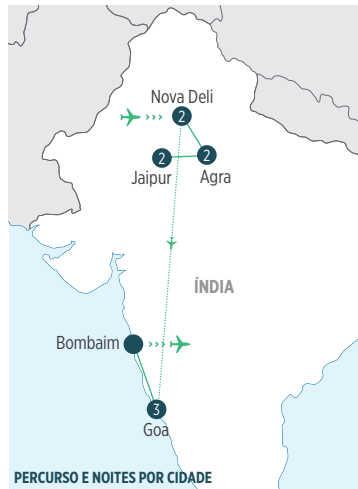 Nova Deli
2
2
2
Jaipur
Agra
ÍNDIA
Bombaim
3
Goa
PERCURSO E NOITES POR CIDADE